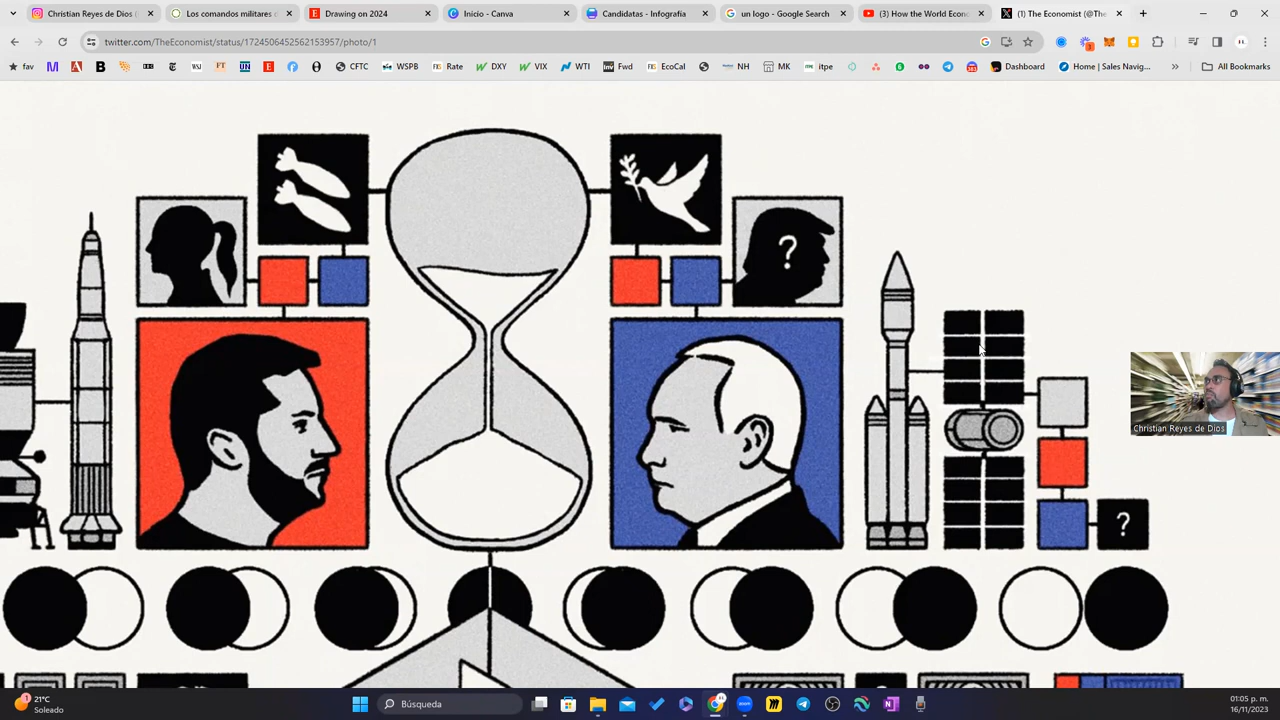 Christian Reyes de Dios (
Los comandos militares e
Drawing on 2024
Inicio - Canva
Candidatas - Infografía
un logo - Google Search
(3) How the World Econ
(1) The Economist (@The
twitter.com/TheEconomist/status/1724506452562153957/photo/1
fav
CFTC
WSPB
Rate
DXY
VIX
WTI
Fwd
EcoCal
NH
MK
itpe
Dashboard
Home | Sales Navig...
All Bookmarks
?
?
Christian Reyes de Dios
21°C
Soleado
Búsqueda
01:05 p. m.
16/11/2023